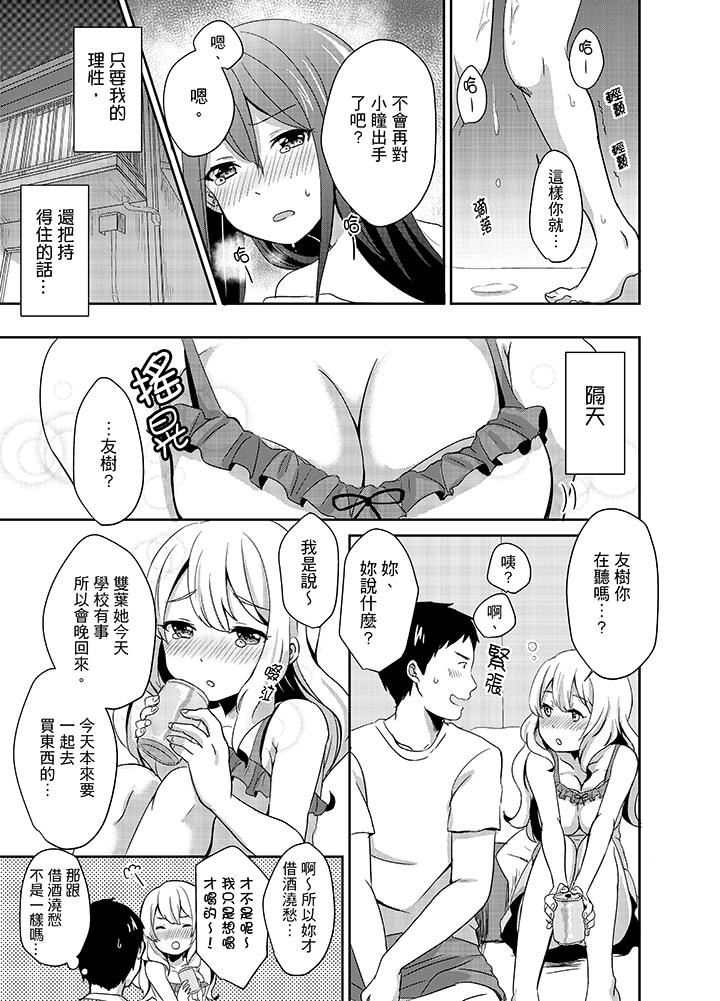 哈—
輕顫
哈—
輕顫
這樣你就…
滴落
不會再對
小瞳出手
了吧？
嗯、
嗯。
哈—
哈—
只要我的
理性，
還把持
得住的話…
隔天
搖晃
…友樹？
友樹你
在聽嗎…？
咦？
啊、
緊張
妳、
妳說什麼？
我是說～
雙葉她今天
學校有事
所以會晚回來。
啜泣
今天本來要
一起去
買東西的…
啊～所以妳才
借酒澆愁…
才不是呢～
我只是想喝
才喝的～！
那跟
借酒澆愁
不是一樣嗎…